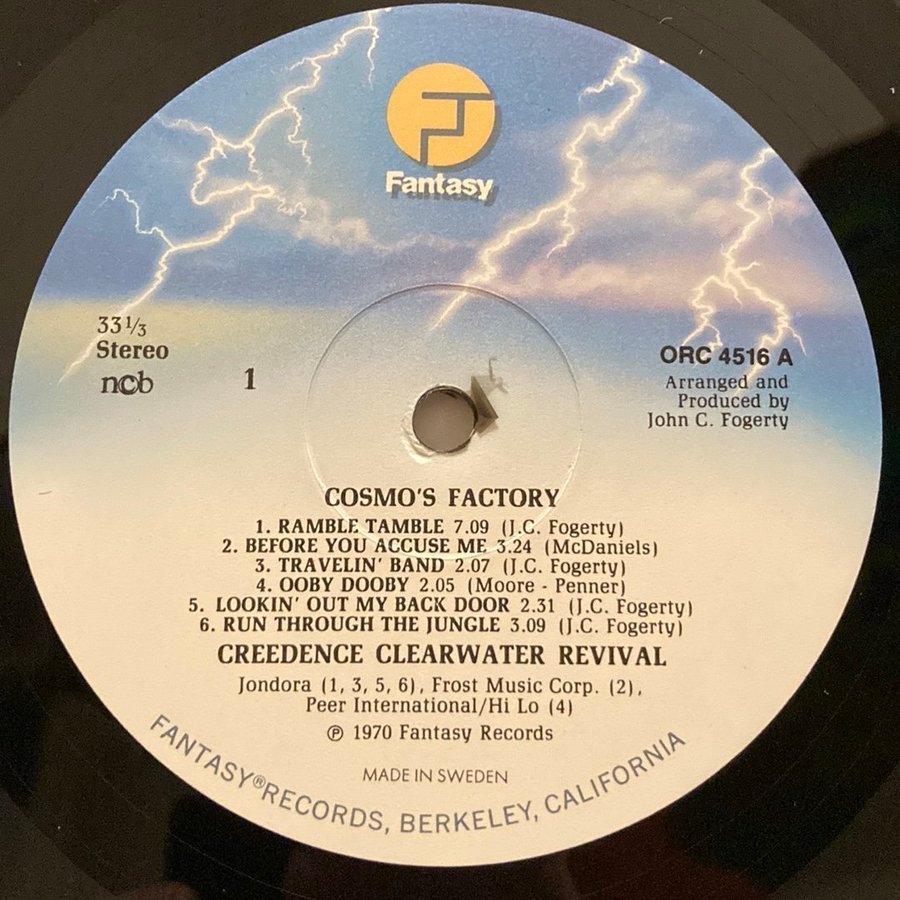 Fantasy
33 1/3
Stereo
ncb
1
ORC 4516 A
Arranged and
Produced by
John C. Fogerty
COSMO'S FACTORY
1. RAMBLE TAMBLE 7.09 (J.C. Fogerty)
2. BEFORE YOU ACCUSE ME 3.24 (McDaniels)
3. TRAVELIN' BAND 2.07 (J.C. Fogerty)
4. OOBY DOOBY 2.05 (Moore - Penner)
5. LOOKIN' OUT MY BACK DOOR 2.31 (J.C. Fogerty)
6. RUN THROUGH THE JUNGLE 3.09 (J.C. Fogerty)
CREEDENCE CLEARWATER REVIVAL
Jondora (1, 3, 5, 6), Frost Music Corp. (2),
Peer International/Hi Lo (4)
℗ 1970 Fantasy Records
MADE IN SWEDEN
FANTASY® RECORDS, BERKELEY, CALIFORNIA